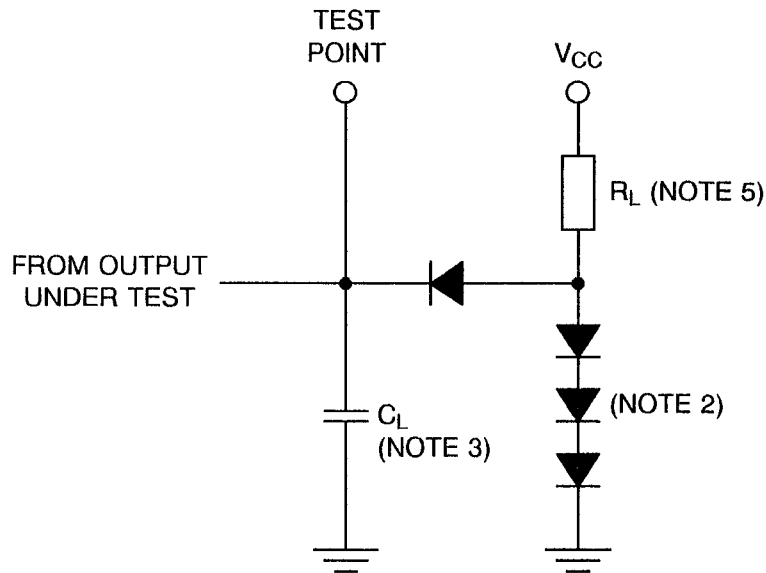 TEST
POINT
VCC
RL (NOTE 5)
FROM OUTPUT
UNDER TEST
(NOTE 2)
CL
(NOTE 3)